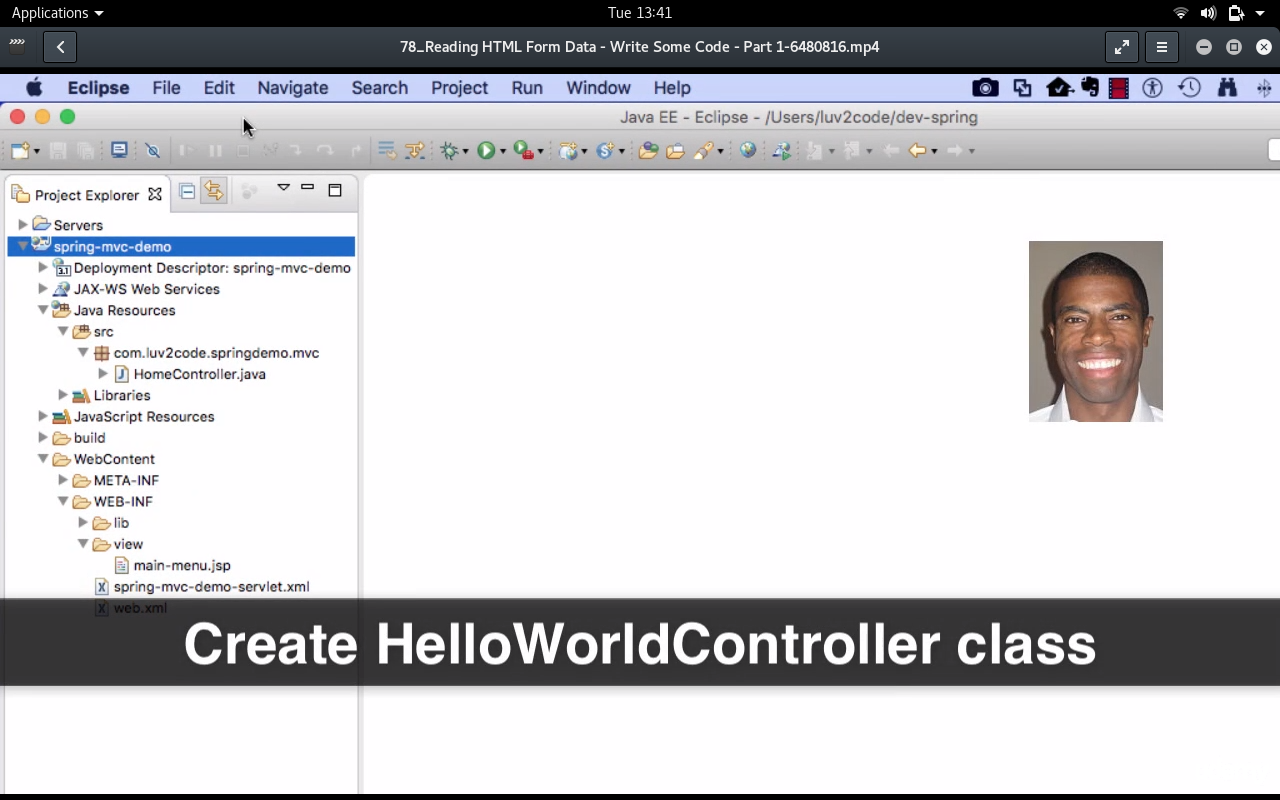 Applications
Tue 13:41
78_Reading HTML Form Data - Write Some Code - Part 1-6480816.mp4
Eclipse File Edit Navigate Search Project Run Window Help
Java EE - Eclipse - /Users/luv2code/dev-spring
Project Explorer
Servers
spring-mvc-demo
Deployment Descriptor: spring-mvc-demo
JAX-WS Web Services
Java Resources
src
com.luv2code.springdemo.mvc
HomeController.java
Libraries
JavaScript Resources
build
WebContent
META-INF
WEB-INF
lib
view
main-menu.jsp
spring-mvc-demo-servlet.xml
web.xml
Create HelloWorldController class